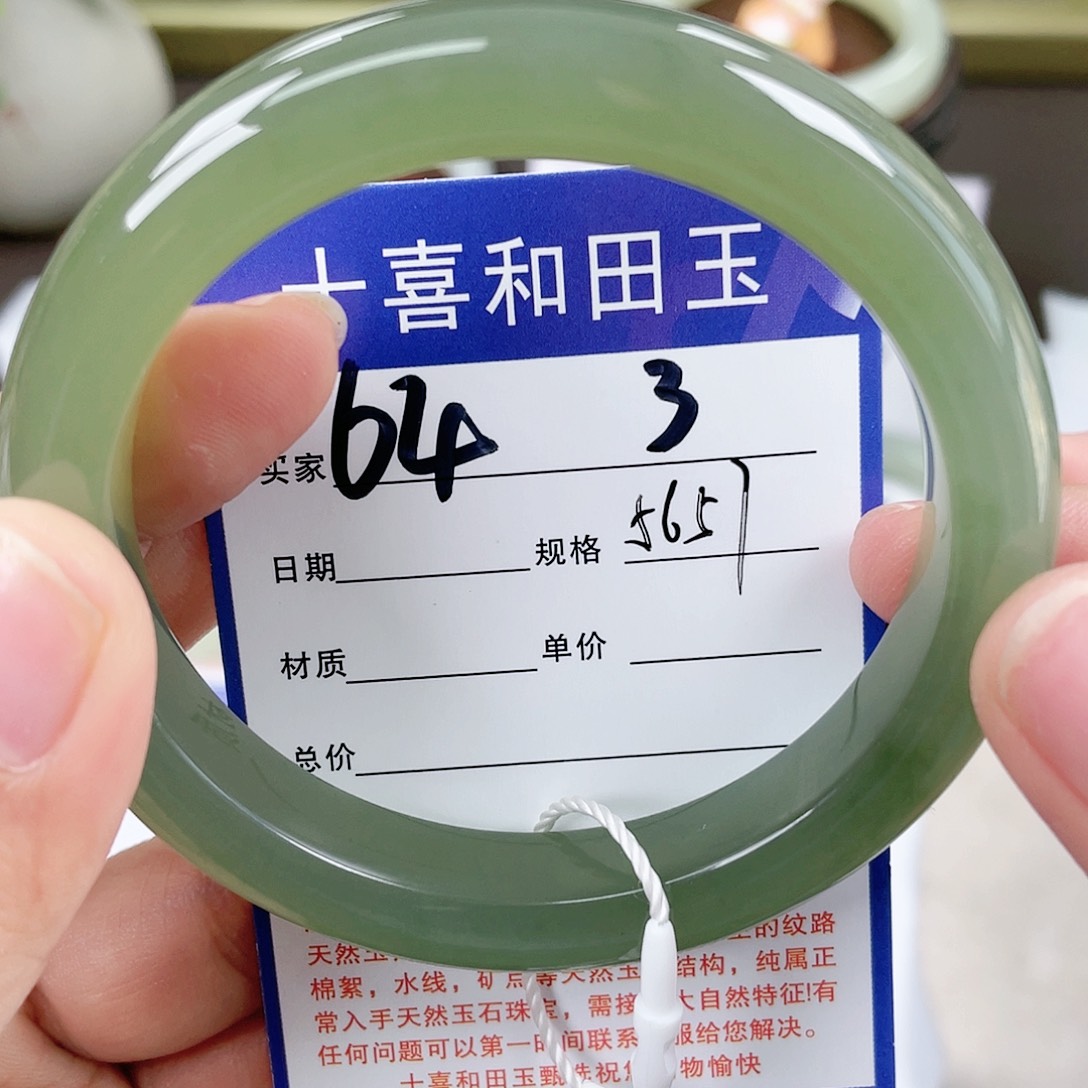 十喜和田玉
买家 624 3
日期 规格 5657
材质 单价
总价
的纹路
天然玉
棉絮，水线，矿点等天然玉 结构，纯属正
常入手天然玉石珠宝，需接 大自然特征!有
任何问题可以第一时间联系 服给您解决。
十喜和田玉甄选祝您 物愉快